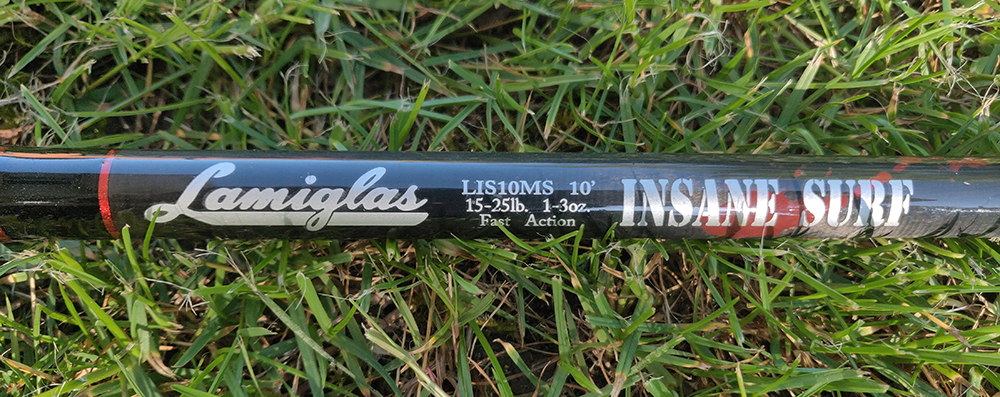 Lamiglas
LIS10MS 10'
15-25lb. 1-3oz.
Fast Action
INSANE SURF